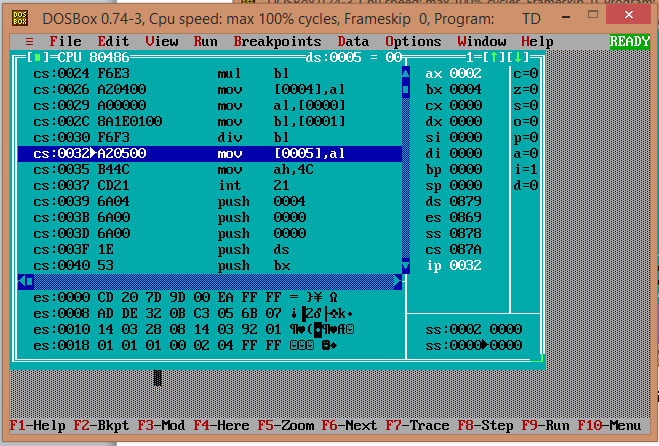 DOSBox 0.74-3, Cpu speed: max 100% cycles, Frameskip 0, Program: TD
≡ File Edit View Run Breakpoints Data Options Window Help READY
[■]=CPU 80486 ds:0005 = 00 1=[↑][↓]
cs:0024 F6E3 mul bl ax 0002 c=0
cs:0026 A20400 mov [0004],al bx 0004 z=0
cs:0029 A00000 mov al,[0000] cx 0000 s=0
cs:002C 8A1E0100 mov bl,[0001] dx 0000 o=0
cs:0030 F6F3 div bl si 0000 p=0
cs:0032►A20500 mov [0005],al di 0000 a=0
cs:0035 B44C mov ah,4C bp 0000 i=1
cs:0037 CD21 int 21 sp 0000 d=0
cs:0039 6A04 push 0004 ds 0879
cs:003B 6A00 push 0000 es 0869
cs:003D 6A00 push 0000 ss 0878
cs:003F 1E push ds cs 087A
cs:0040 53 push bx ip 0032
es:0000 CD 20 7D 9D 00 EA FF FF = }¥ Ω
es:0008 AD DE 32 0B C3 05 6B 07
es:0010 14 03 28 08 14 03 92 01
es:0018 01 01 01 00 02 04 FF FF ☺☺☺ ☻♦
ss:0002 0000
ss:0000►0000
F1-Help F2-Bkpt F3-Mod F4-Here F5-Zoom F6-Next F7-Trace F8-Step F9-Run F10-Menu